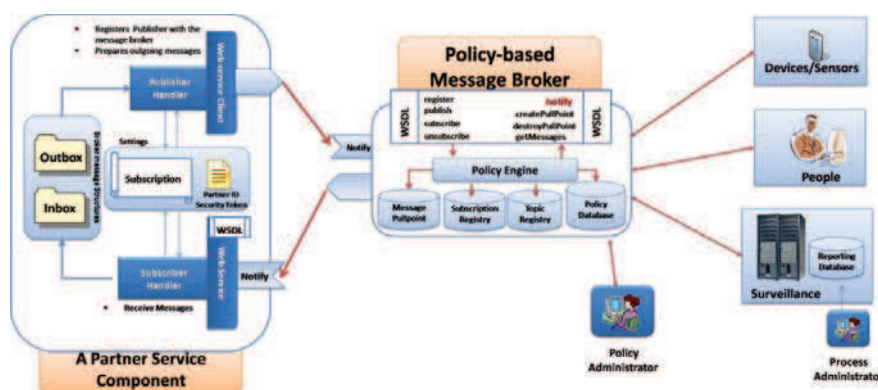 Registers Publisher with the
message broker
Prepares outgoing messages
Publisher
Handler
Web service Client
Outbox
Inbox
Broker message Structures
Settings
Subscription
Partner ID
Security Token
WSDL
Web Service
Subscriber
Handler
Receive Messages
Notify
A Partner Service
Component
Notify
Policy-based
Message Broker
WSDL
register
publish
subscribe
unsubscribe
notify
createPullPoint
destroyPullPoint
getMessages
WSDL
Policy Engine
Message
Pullpoint
Subscription
Registry
Topic
Registry
Policy
Database
Policy
Administrator
Devices/Sensors
People
Reporting
Database
Surveillance
Process
Administrator